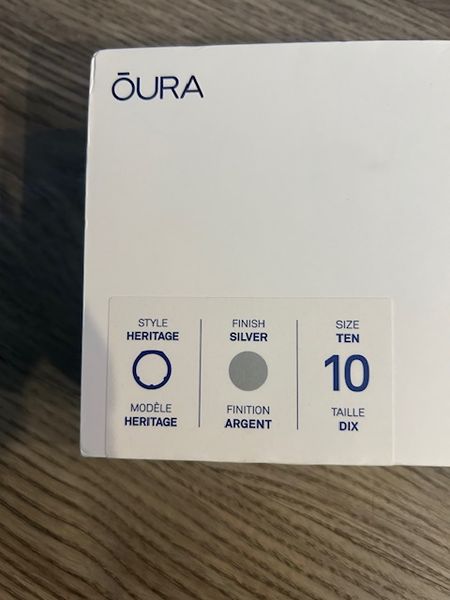 ŌURA
STYLE
HERITAGE
MODÈLE
HERITAGE
FINISH
SILVER
FINITION
ARGENT
SIZE
TEN
10
TAILLE
DIX